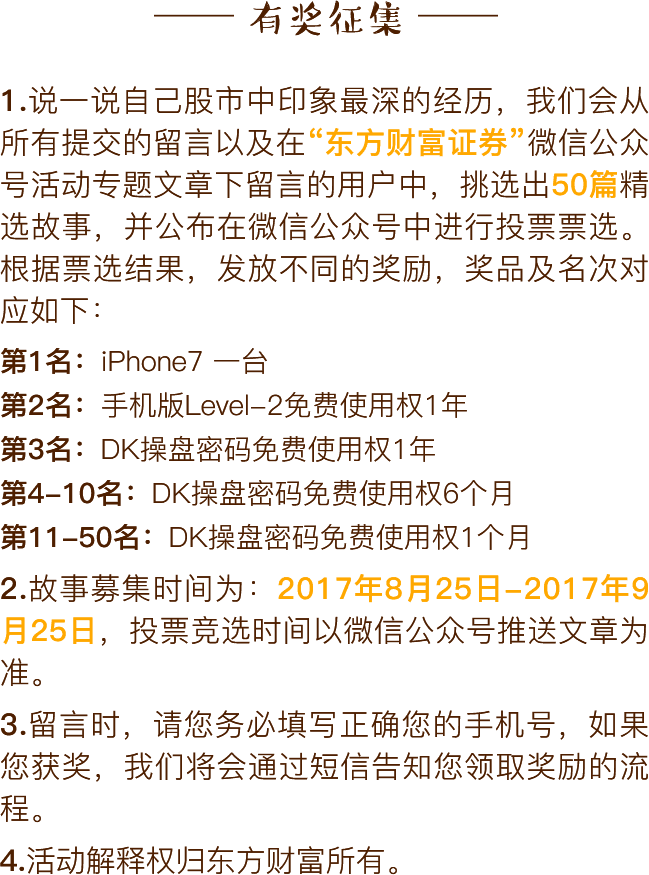 有奖征集
1.说一说自己股市中印象最深的经历，我们会从
所有提交的留言以及在“东方财富证券”微信公众
号活动专题文章下留言的用户中，挑选出50篇精
选故事，并公布在微信公众号中进行投票票选。
根据票选结果，发放不同的奖励，奖品及名次对
应如下：
第1名：iPhone7 一台
第2名：手机版Level-2免费使用权1年
第3名：DK操盘密码免费使用权1年
第4-10名：DK操盘密码免费使用权6个月
第11-50名：DK操盘密码免费使用权1个月
2.故事募集时间为：2017年8月25日-2017年9
月25日，投票竞选时间以微信公众号推送文章为
准。
3.留言时，请您务必填写正确您的手机号，如果
您获奖，我们将会通过短信告知您领取奖励的流
程。
4.活动解释权归东方财富所有。